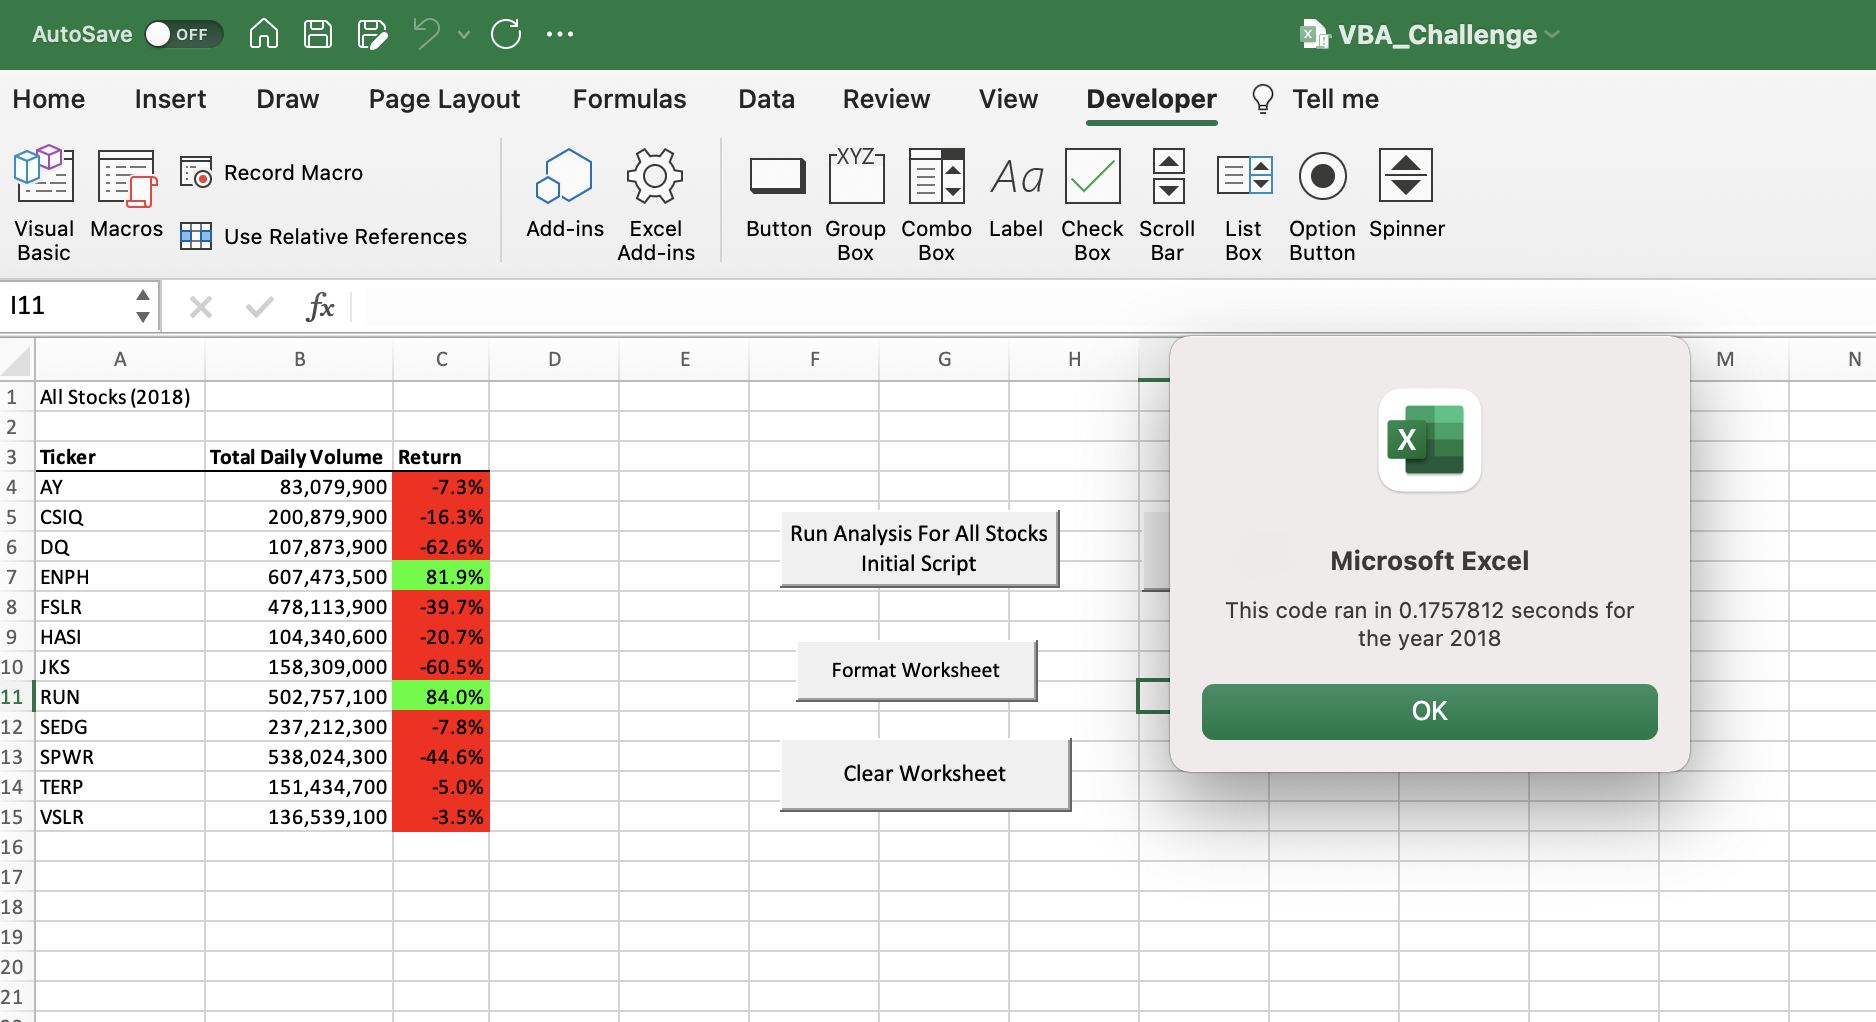 AutoSave OFF
VBA_Challenge
Home Insert Draw Page Layout Formulas Data Review View Developer Tell me
Visual Basic
Macros
Record Macro
Use Relative References
Add-ins
Excel Add-ins
Button
XYZ
Group Box
Combo Box
Aa
Label
Check Box
Scroll Bar
List Box
Option Button
Spinner
I11
fx
A B C D E F G H M N
1 All Stocks (2018)
2
3 Ticker Total Daily Volume Return
4 AY 83,079,900 -7.3%
5 CSIQ 200,879,900 -16.3%
6 DQ 107,873,900 -62.6%
7 ENPH 607,473,500 81.9%
8 FSLR 478,113,900 -39.7%
9 HASI 104,340,600 -20.7%
10 JKS 158,309,000 -60.5%
11 RUN 502,757,100 84.0%
12 SEDG 237,212,300 -7.8%
13 SPWR 538,024,300 -44.6%
14 TERP 151,434,700 -5.0%
15 VSLR 136,539,100 -3.5%
16
17
18
19
20
21
Run Analysis For All Stocks
Initial Script
Format Worksheet
Clear Worksheet
X
Microsoft Excel
This code ran in 0.1757812 seconds for
the year 2018
OK